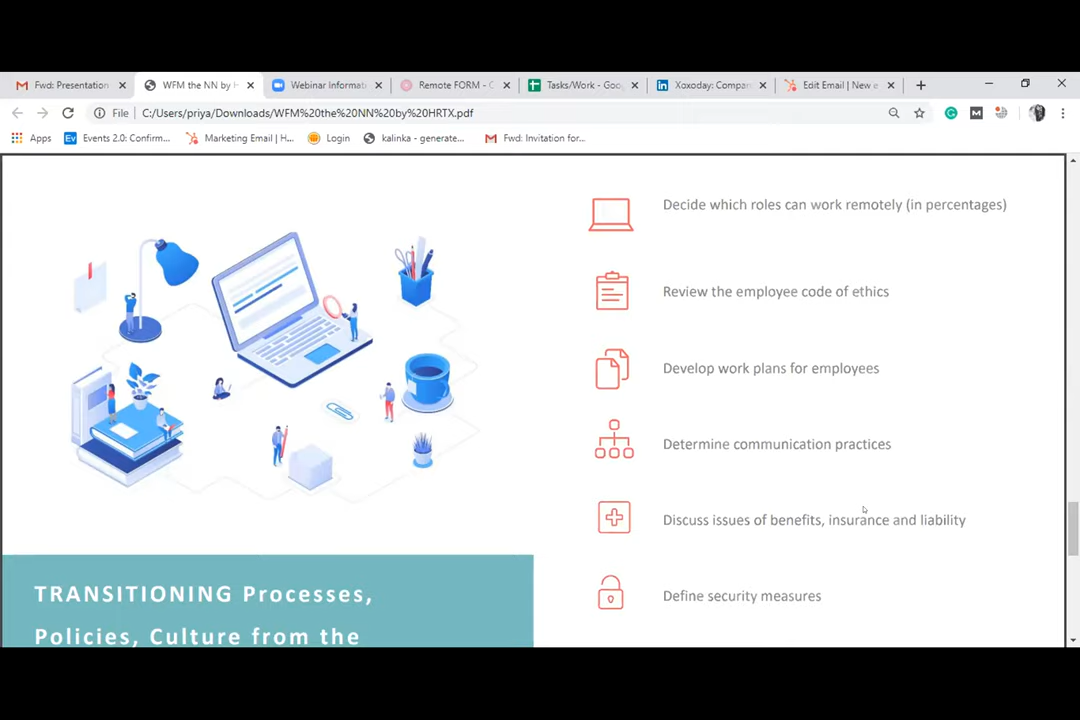 Fwd: Presentation
WFM the NN by H
Webinar Informati
Remote FORM - G
Tasks/Work - Goo
Xoxoday: Compan
Edit Email | New e
File
C:/Users/priya/Downloads/WFM%20the%20NN%20by%20HRTX.pdf
Apps
Events 2.0: Confirm...
Marketing Email | H...
Login
kalinka - generate...
Fwd: Invitation for...
Decide which roles can work remotely (in percentages)
Review the employee code of ethics
Develop work plans for employees
Determine communication practices
Discuss issues of benefits, insurance and liability
Define security measures
TRANSITIONING Processes,
Policies, Culture from the